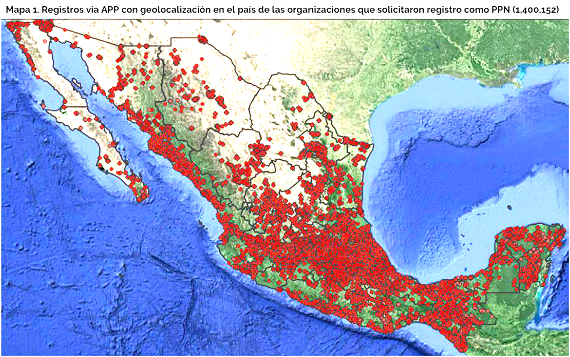 Mapa 1. Registros vía APP con geolocalización en el país de las organizaciones que solicitaron registro como PPN (1,400,152)